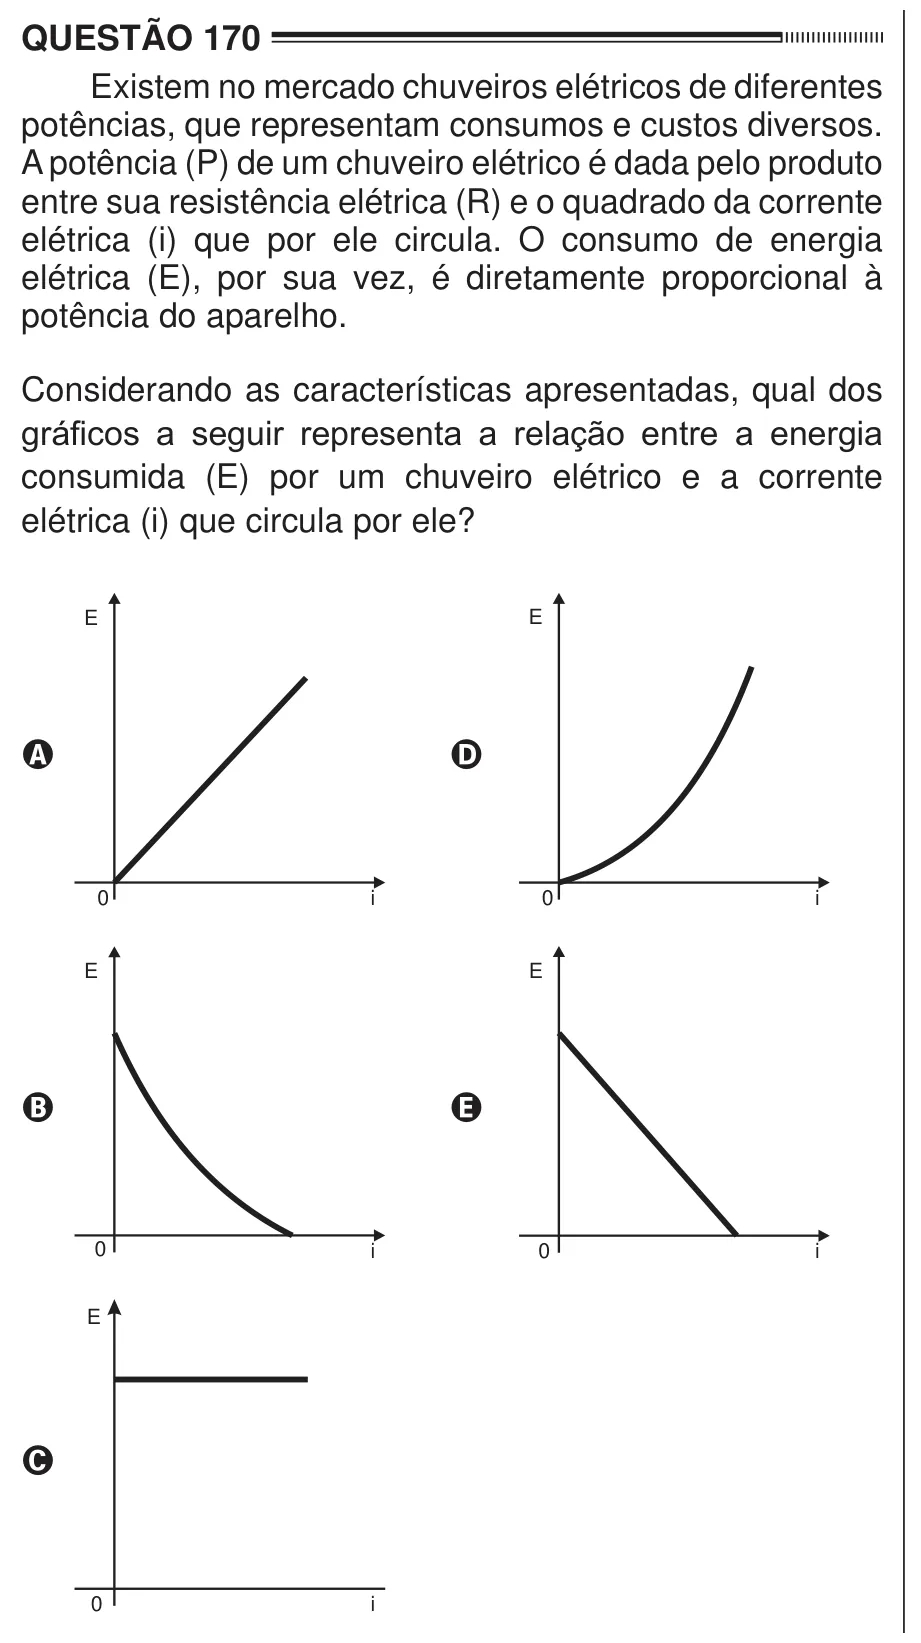 QUESTÃO 170
Existem no mercado chuveiros elétricos de diferentes
potências, que representam consumos e custos diversos.
A potência (P) de um chuveiro elétrico é dada pelo produto
entre sua resistência elétrica (R) e o quadrado da corrente
elétrica (i) que por ele circula. O consumo de energia
elétrica (E), por sua vez, é diretamente proporcional à
potência do aparelho.
Considerando as características apresentadas, qual dos
gráficos a seguir representa a relação entre a energia
consumida (E) por um chuveiro elétrico e a corrente
elétrica (i) que circula por ele?
A
E
0
i
D
E
0
i
B
E
0
i
E
E
0
i
C
E
0
i